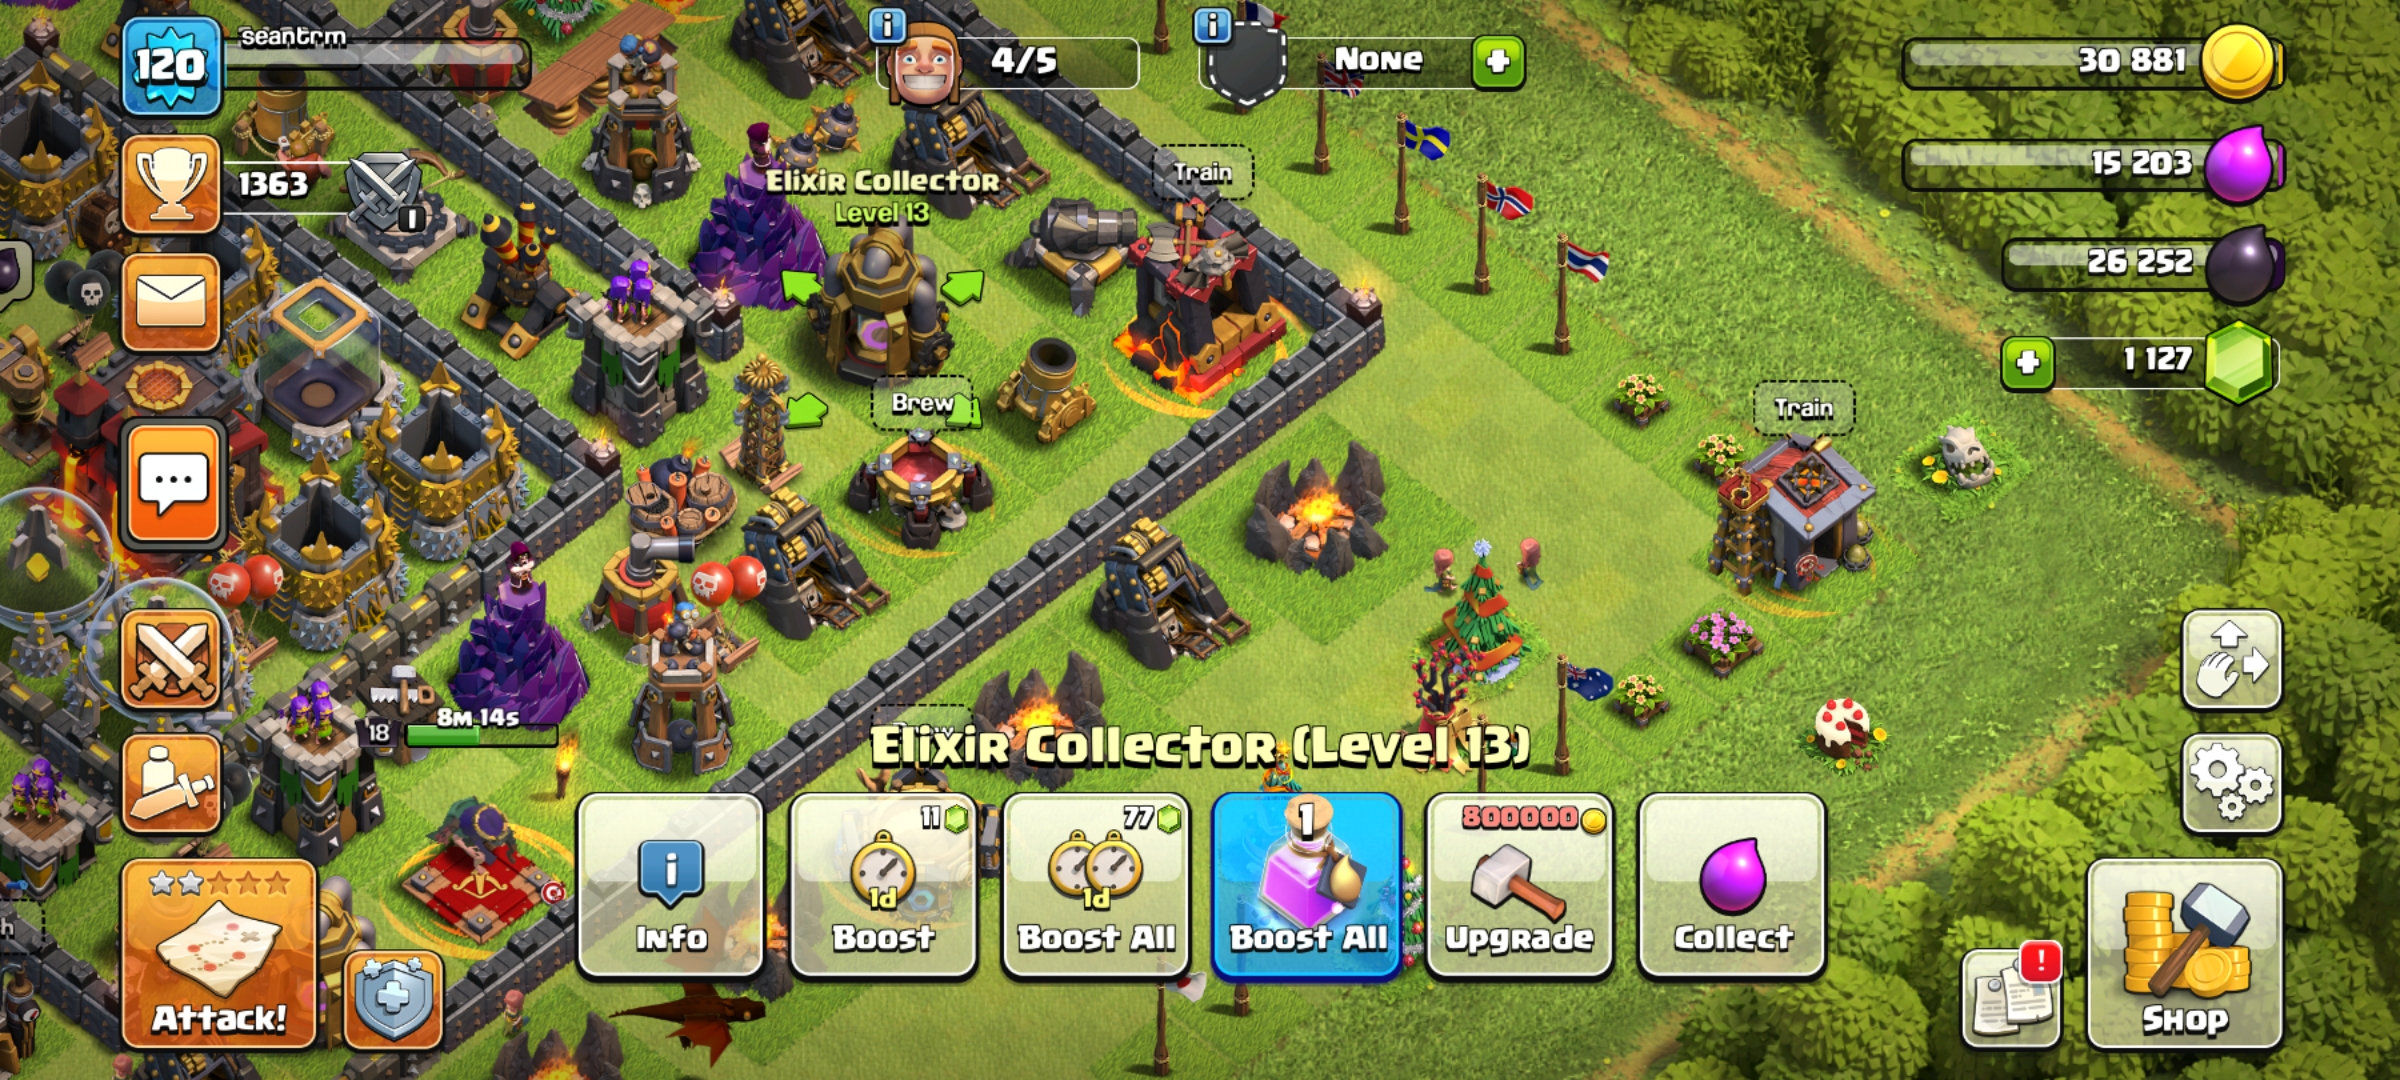 120
seantrm
4/5
None
30 881
1363
I
15 203
26 252
1 127
Train
Elixir Collector
Level 13
Train
Brew
8m 14s
18
Elixir Collector (Level 13)
Info
11
1d
Boost
77
1d
Boost All
1
Boost All
800000
Upgrade
Collect
Attack!
!
Shop